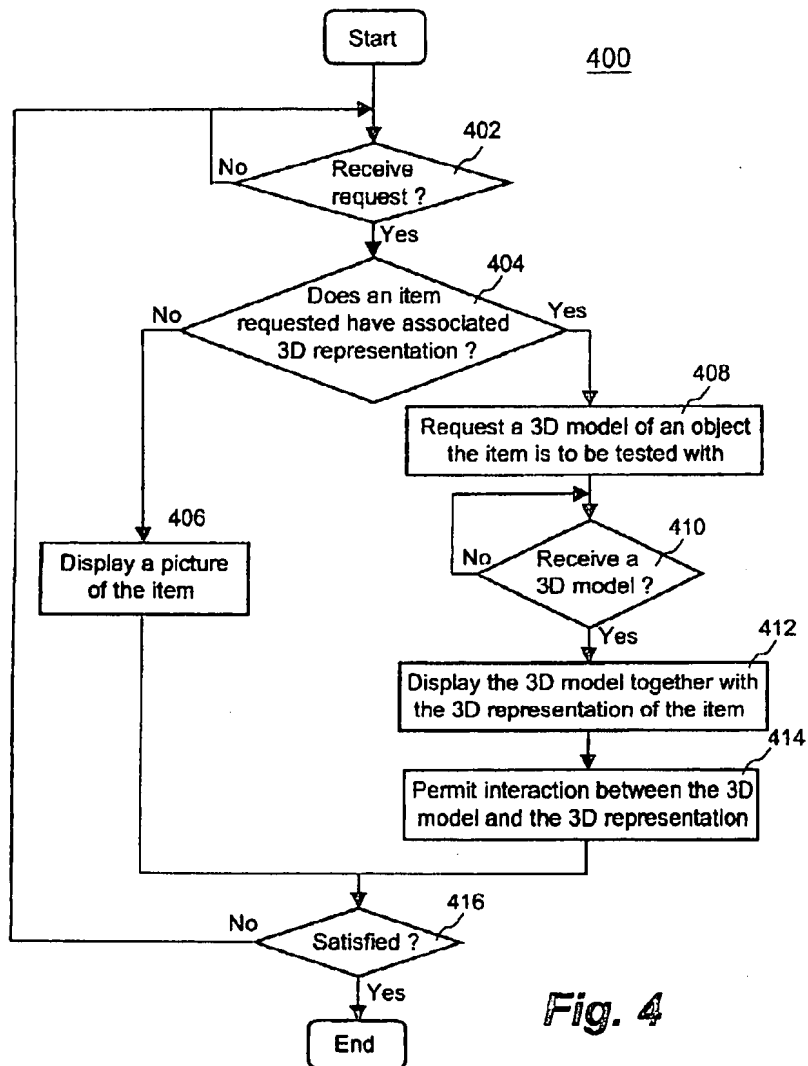 Start
400
402
No
Receive
request ?
Yes
404
Does an item
requested have associated
3D representation ?
No
Yes
408
Request a 3D model of an object
the item is to be tested with
406
Display a picture
of the item
410
No
Receive a
3D model ?
Yes
412
Display the 3D model together with
the 3D representation of the item
414
Permit interaction between the 3D
model and the 3D representation
416
No
Satisfied ?
Yes
End
Fig. 4